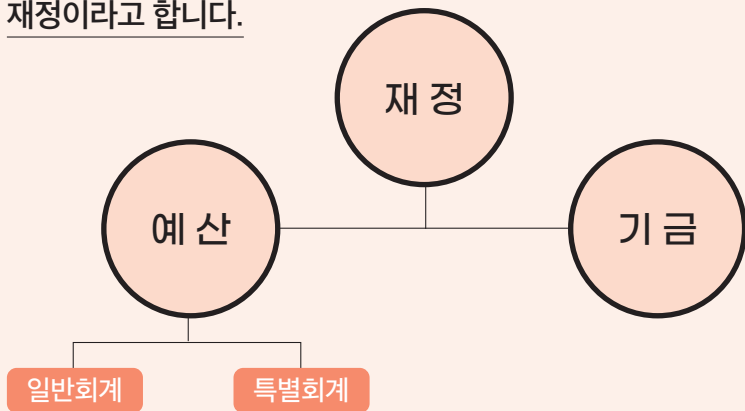 재정이라고 합니다.
재 정
예 산
기 금
일반회계
특별회계